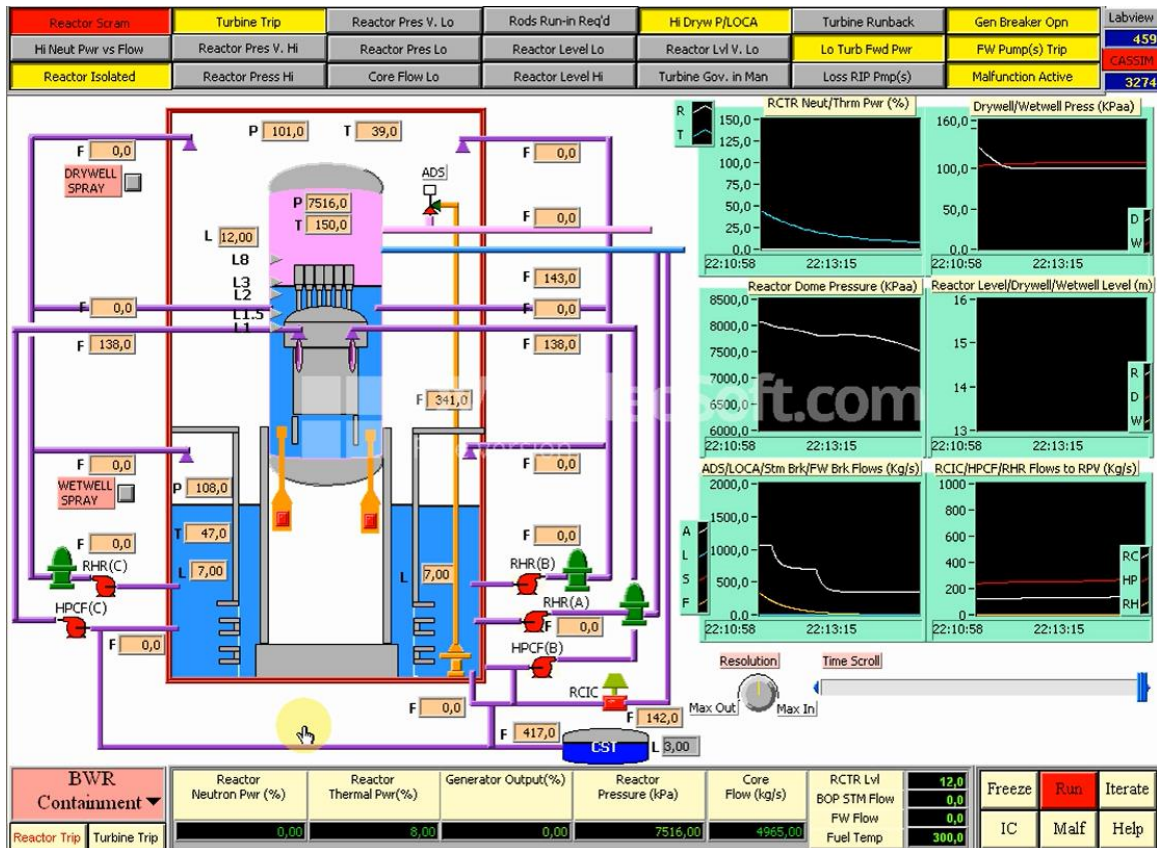 Reactor Scram
Turbine Trip
Reactor Pres V. Lo
Rods Run-in Req'd
Hi Dryw P/LOCA
Turbine Runback
Gen Breaker Opn
Labview
459
Hi Neut Pwr vs Flow
Reactor Pres V. Hi
Reactor Pres Lo
Reactor Level Lo
Reactor Lvl V. Lo
Lo Turb Fwd Pwr
FW Pump(s) Trip
CASSIM
3274
Reactor Isolated
Reactor Press Hi
Core Flow Lo
Reactor Level Hi
Turbine Gov. in Man
Loss RIP Pmp(s)
Malfunction Active
P 101,0
T 39,0
F 0,0
F 0,0
DRYWELL
SPRAY
ADS
P 7516,0
T 150,0
F 0,0
L 12,00
L8
L3
L2
L1.5
L1
F 143,0
F 0,0
F 0,0
F 138,0
F 138,0
F 341,0
F 0,0
F 0,0
WETWELL
SPRAY
P 108,0
T 47,0
L 7,00
L 7,00
F 0,0
F 0,0
RHR(C)
RHR(B)
HPCF(C)
RHR(A)
F 0,0
F 0,0
HPCF(B)
RCIC
F 0,0
F 142,0
F 417,0
CST
L 3,00
RCTR Neut/Thrm Pwr (%)
R
T
150,0
125,0
100,0
75,0
50,0
25,0
0,0
22:10:58 22:13:15
Drywell/Wetwell Press (KPaa)
160,0
100,0
50,0
0,0
D
W
22:10:58 22:13:15
Reactor Dome Pressure (KPaa)
8500,0
8000,0
7500,0
7000,0
6500,0
6000,0
22:10:58 22:13:15
Reactor Level/Drywell/Wetwell Level (m)
16
15
14
13
R
D
W
22:10:58 22:13:15
ADS/LOCA/Stm Brk/FW Brk Flows (Kg/s)
2000,0
1500,0
1000,0
500,0
0,0
A
L
S
F
22:10:58 22:13:15
RCIC/HPCF/RHR Flows to RPV (Kg/s)
1000
800
600
400
200
0
RC
HP
RH
22:10:58 22:13:15
Resolution
Time Scroll
Max Out
Max In
BWR
Containment
Reactor Trip
Turbine Trip
Reactor
Neutron Pwr (%)
0,00
Reactor
Thermal Pwr(%)
8,00
Generator Output(%)
0,00
Reactor
Pressure (kPa)
7516,00
Core
Flow (kg/s)
4965,00
RCTR Lvl 12,0
BOP STM Flow 0,0
FW Flow 0,0
Fuel Temp 300,0
Freeze
Run
Iterate
IC
Malf
Help